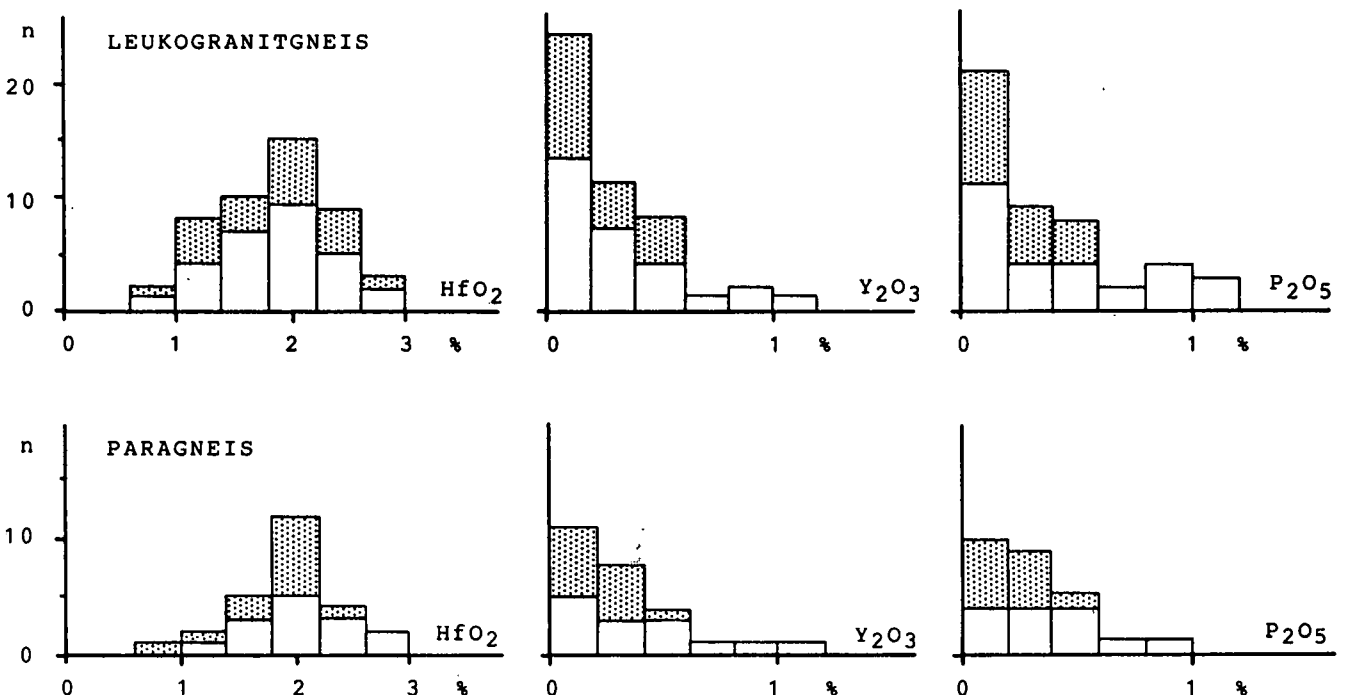 n LEUKOGRANITGNEIS
20
10
0 HfO2 Y2O3 P2O5
0 1 2 3 % 0 1 % 0 1 %
n PARAGNEIS
10
0 HfO2 Y2O3 P2O5
0 1 2 3 % 0 1 % 0 1 %